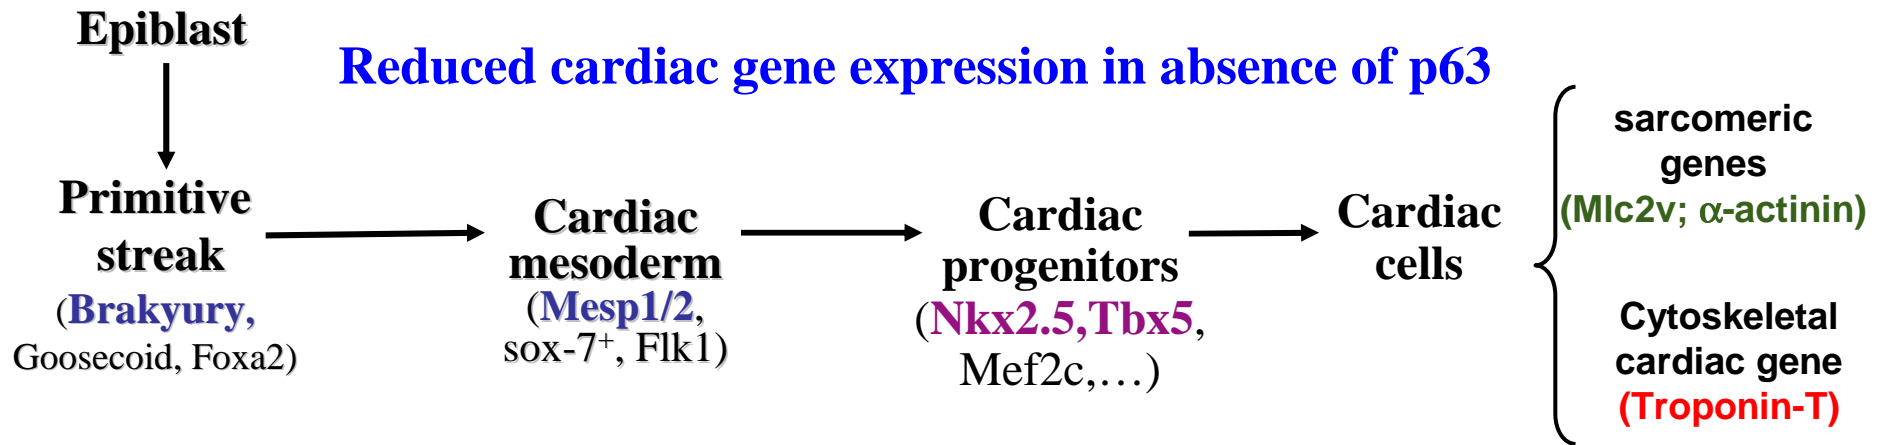 Epiblast
Reduced cardiac gene expression in absence of p63
Primitive
streak
(Brakyury,
Goosecoid, Foxa2)
Cardiac
mesoderm
(Mesp1/2,
sox-7⁺, Flk1)
Cardiac
progenitors
(Nkx2.5,Tbx5,
Mef2c,…)
Cardiac
cells
sarcomeric
genes
(Mlc2v; α-actinin)
Cytoskeletal
cardiac gene
(Troponin-T)